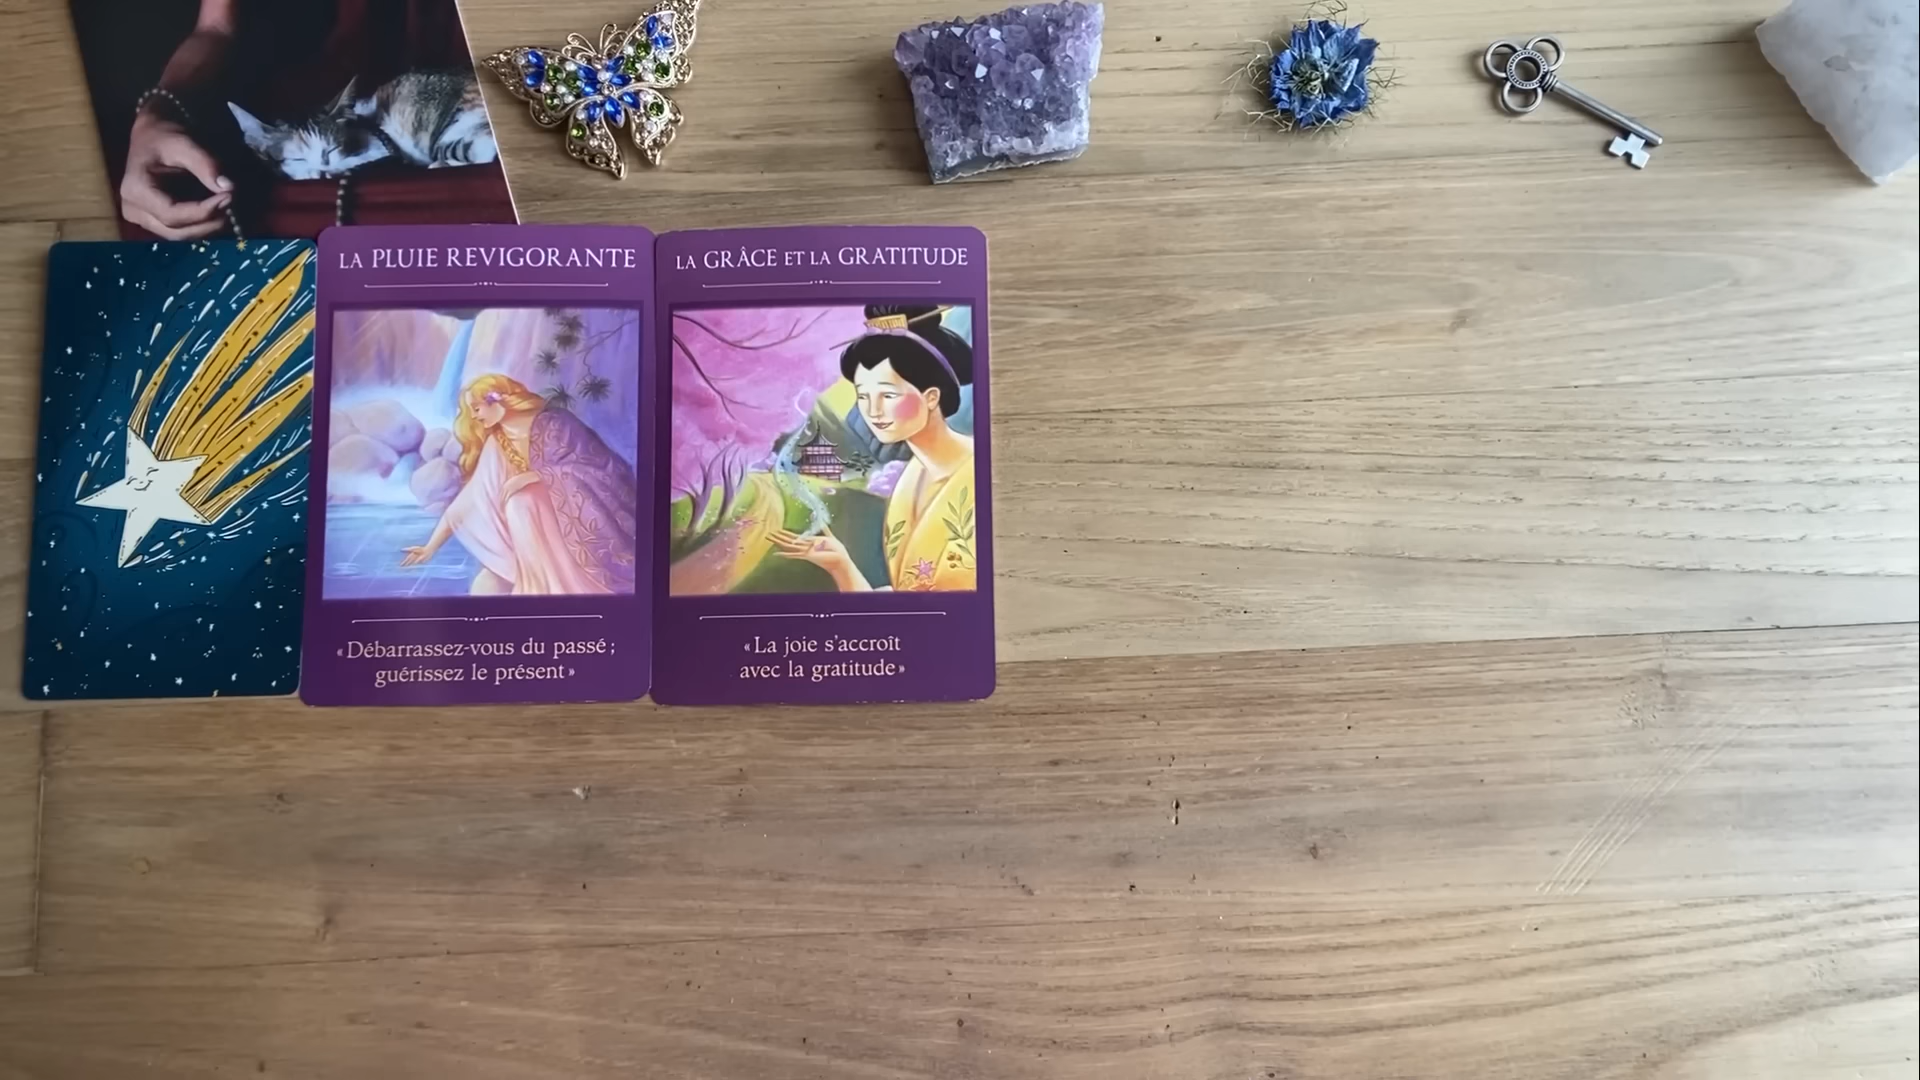 LA PLUIE REVIGORANTE
«Débarrassez-vous du passé;
guérissez le présent»
LA GRÂCE ET LA GRATITUDE
«La joie s'accroît
avec la gratitude»